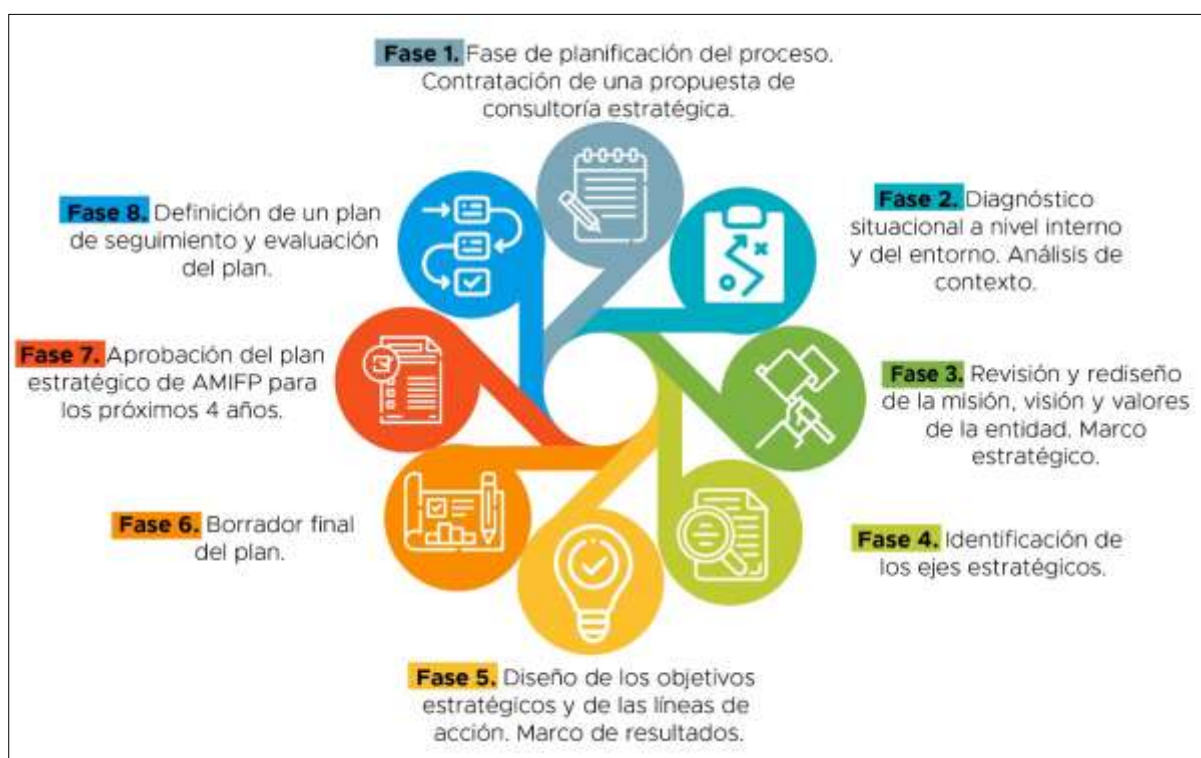 Fase 1. Fase de planificación del proceso.
Contratación de una propuesta de
consultoría estratégica.
Fase 2. Diagnóstico
situacional a nivel interno
y del entorno. Análisis de
contexto.
Fase 3. Revisión y rediseño
de la misión, visión y valores
de la entidad. Marco
estratégico.
Fase 4. Identificación de
los ejes estratégicos.
Fase 5. Diseño de los objetivos
estratégicos y de las líneas de
acción. Marco de resultados.
Fase 6. Borrador final
del plan.
Fase 7. Aprobación del plan
estratégico de AMIFP para
los próximos 4 años.
Fase 8. Definición de un plan
de seguimiento y evaluación
del plan.